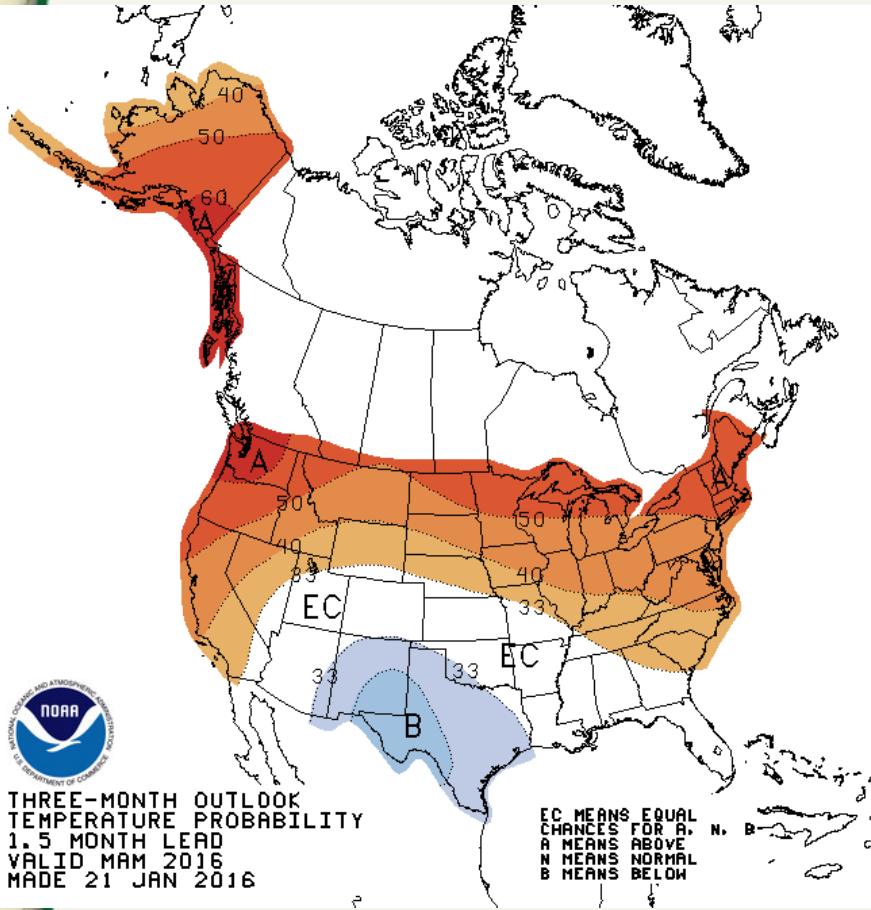 40
50
60
A
A
A
50
50
40
40
33
33
EC
EC
33
33
B
NATIONAL OCEANIC AND ATMOSPHERIC ADMINISTRATION
NOAA
U.S. DEPARTMENT OF COMMERCE
THREE-MONTH OUTLOOK
TEMPERATURE PROBABILITY
1.5 MONTH LEAD
VALID MAM 2016
MADE 21 JAN 2016
EC MEANS EQUAL
CHANCES FOR A, N, B
A MEANS ABOVE
N MEANS NORMAL
B MEANS BELOW